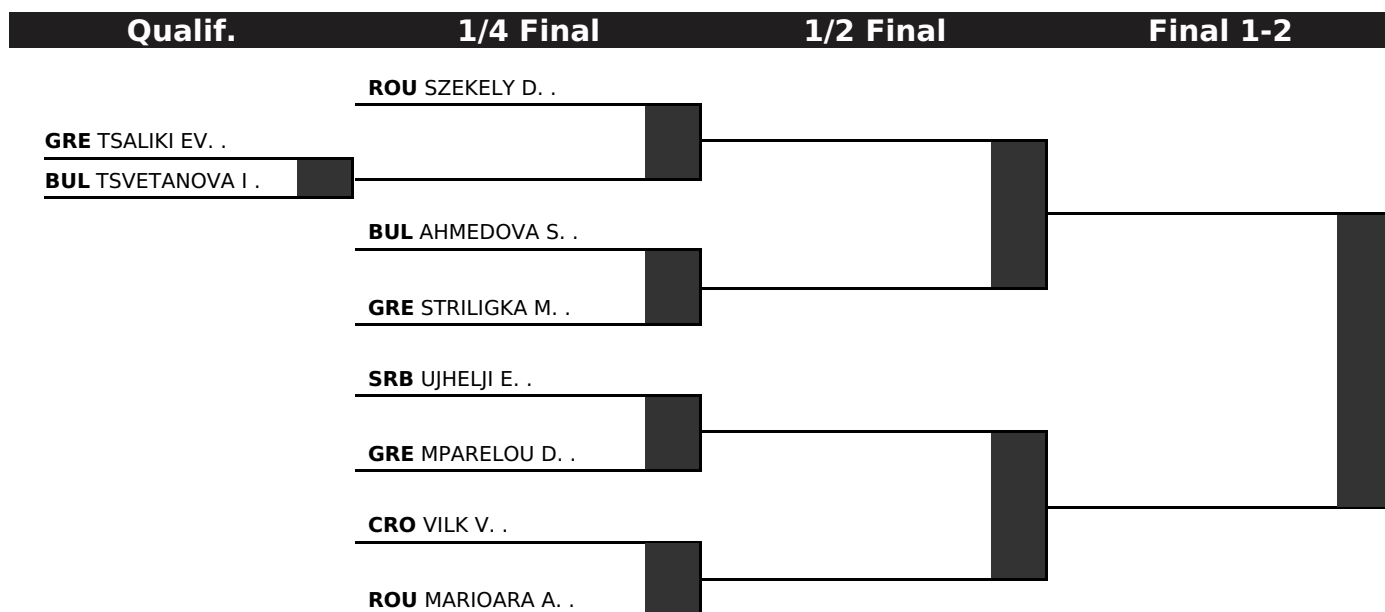 Qualif. 1/4 Final 1/2 Final Final 1-2
ROU SZEKELY D. .
GRE TSALIKI EV. .
BUL TSVETANOVA I .
BUL AHMEDOVA S. .
GRE STRILIGKA M. .
SRB UJHELJI E. .
GRE MPARELOU D. .
CRO VILK V. .
ROU MARIOARA A. .